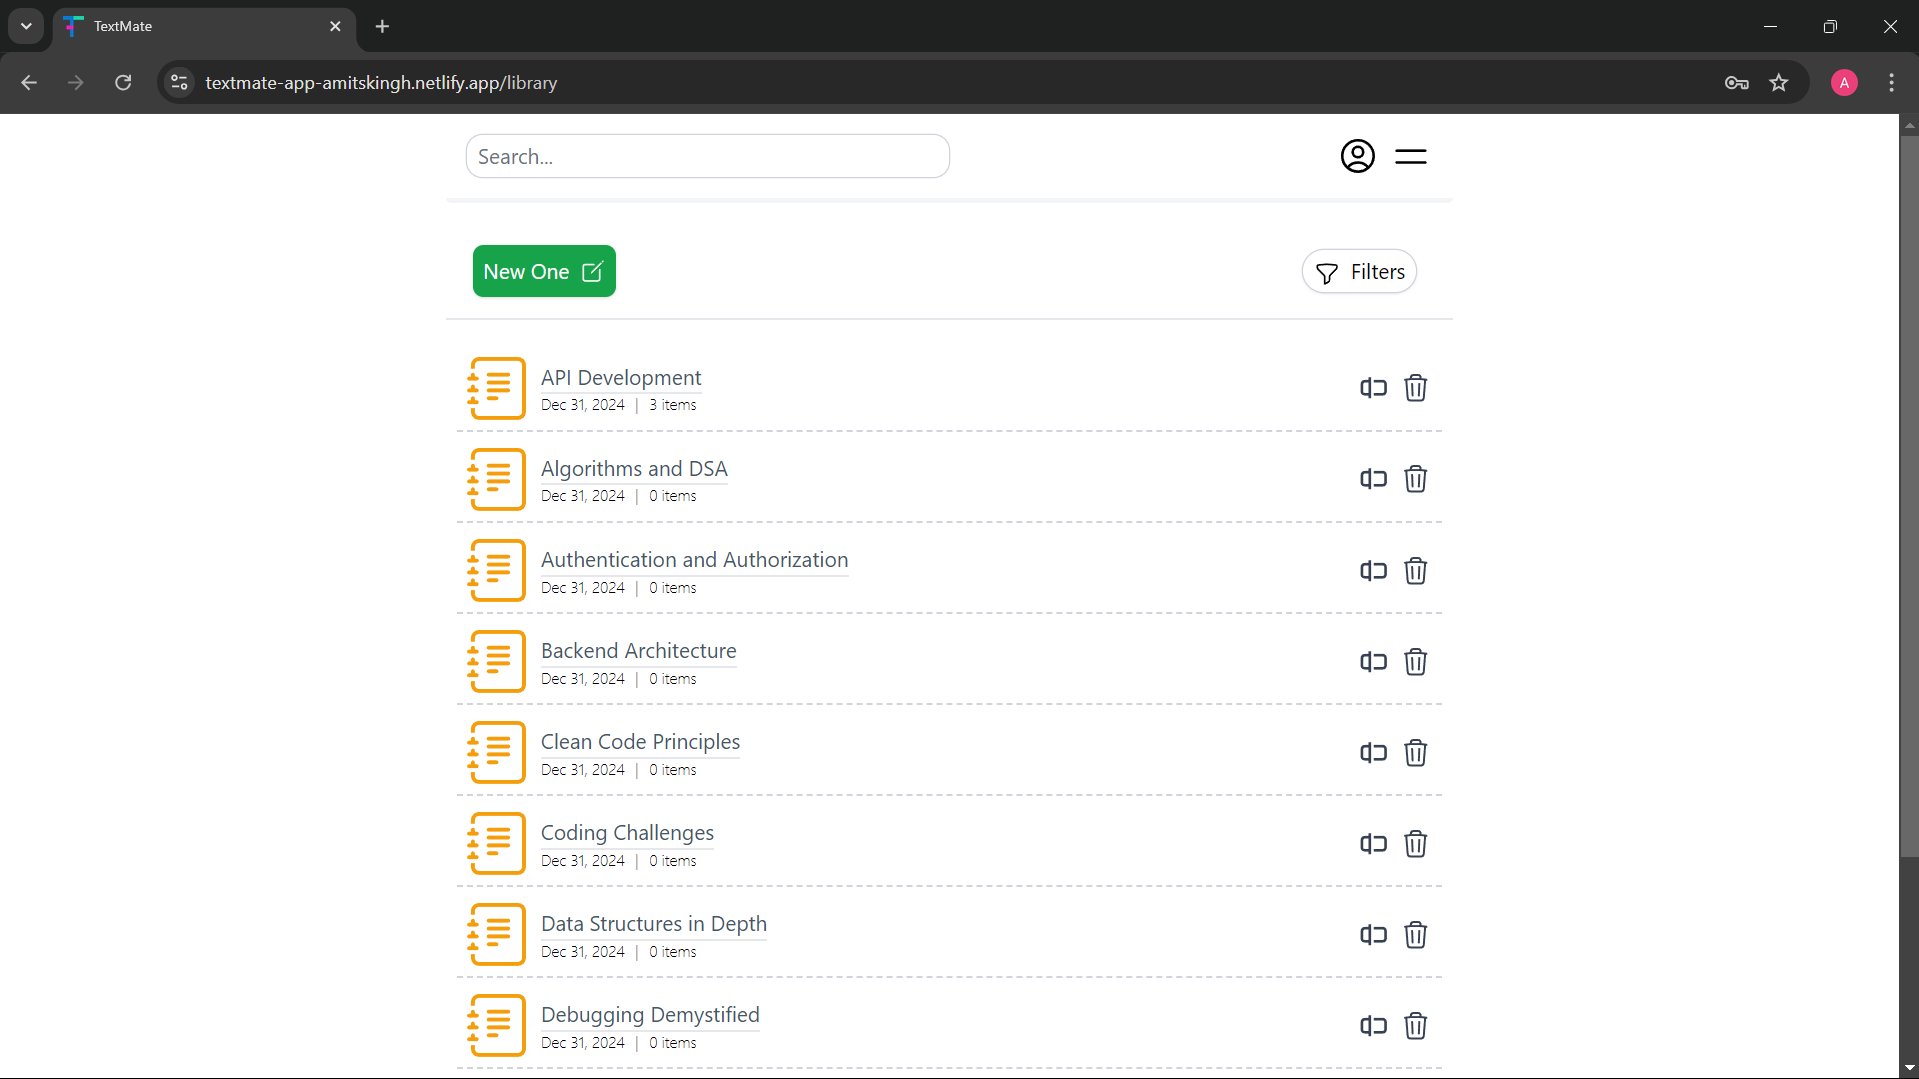 TextMate
textmate-app-amitskingh.netlify.app/library
A
Search...
New One
Filters
API Development
Dec 31, 2024 | 3 items
Algorithms and DSA
Dec 31, 2024 | 0 items
Authentication and Authorization
Dec 31, 2024 | 0 items
Backend Architecture
Dec 31, 2024 | 0 items
Clean Code Principles
Dec 31, 2024 | 0 items
Coding Challenges
Dec 31, 2024 | 0 items
Data Structures in Depth
Dec 31, 2024 | 0 items
Debugging Demystified
Dec 31, 2024 | 0 items